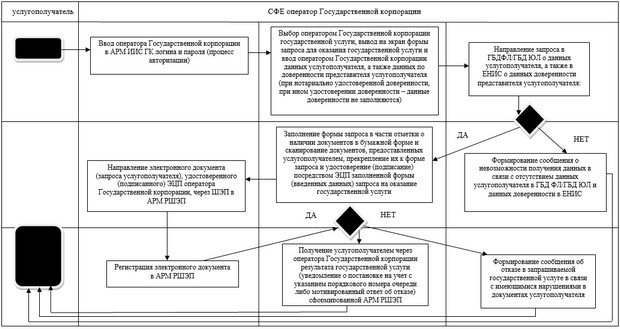 услугополучатель
СФЕ оператор Государственной корпорации
Ввод оператора Государственной корпорации
в АРМ ИИС ГК логина и пароля (процесс
авторизации)
Выбор оператором Государственной корпорации
государственной услуги, вывод на экран формы
запроса для оказания государственной услуги и
ввод оператором Государственной корпорации
данных услугополучателя, а также данных по
доверенности представителя услугополучателя
(при нотариально удостоверенной доверенности,
при ином удостоверении доверенности – данные
доверенности не заполняются)
Направление запроса в
ГБДФЛ/ГБД ЮЛ о данных
услугополучателя, а также в
ЕНИС о данных доверенности
представителя услугополучателя:
ДА
НЕТ
Заполнение формы запроса в части отметки о
наличии документов в бумажной форме и
сканирование документов, предоставленных
услугополучателем, прикрепление их к форме
запроса и удостоверение (подписание)
посредством ЭЦП заполненной формы
(введенных данных) запроса на оказание
государственной услуги
Формирование сообщения о
невозможности получения данных в
связи с отсутствием данных
услугополучателя в ГБД ФЛ/ГБД ЮЛ и
данных доверенности в ЕНИС
Направление электронного документа
(запроса услугополучателя), удостоверенного
(подписанного) ЭЦП оператора
Государственной корпорации, через ШЭП в
АРМ РШЭП
ДА
НЕТ
Регистрация электронного документа
в АРМ РШЭП
Получение услугополучателем через
оператора Государственной корпорации
результата государственной услуги
(уведомление о постановке на учет с
указанием порядкового номера очереди
либо мотивированный ответ об отказе)
сформированной АРМ РШЭП
Формирование сообщения об
отказе в запрашиваемой
государственной услуге в связи
с имеющимися нарушениями в
документах услугополучателя